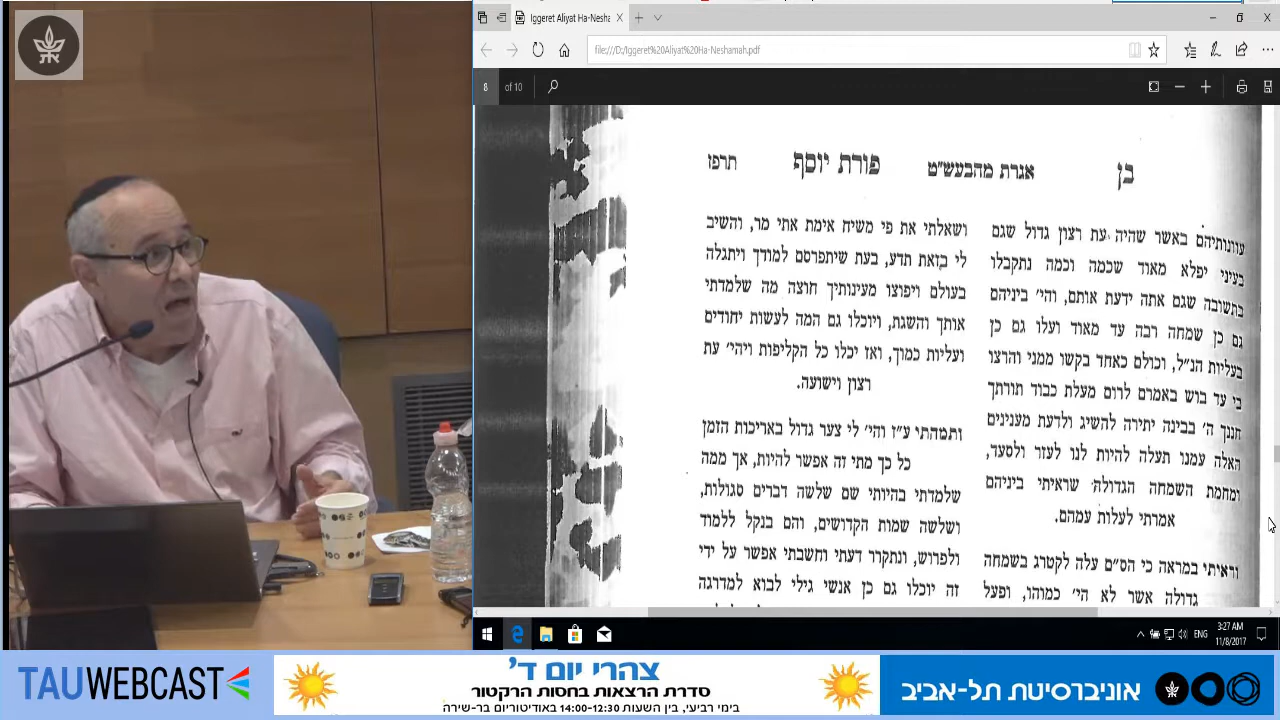 Iggeret Aliyat Ha-Nesha
file:///D:/Iggeret%20Aliyat%20Ha-Neshamah.pdf
8 of 10
בן אגרת מהבעש״ט פורת יוסף תרפז
עוונותיהם באשר שהיה עת רצון גדול שגם
בעיני יפלא מאוד שכמה וכמה נתקבלו
בתשובה שגם אתה ידעת אותם, והי׳ ביניהם
גם כן שמחה רבה עד מאוד ועלו גם כן
בעליות הנ״ל, וכולם כאחד בקשו ממני והרצו
בי עד בוש באמרם לרום מעלת כבוד תורתך
חננך ה׳ בבינה יתירה להשיג ולדעת מענינים
האלה עמנו תעלה להיות לנו לעזר ולסעד,
ומחמת השמחה הגדולה שראיתי ביניהם
אמרתי לעלות עמהם.
וראיתי במראה כי הס״ם עלה לקטרג בשמחה
גדולה אשר לא הי׳ כמוהו, ופעל
ושאלתי את פי משיח אימת אתי מר, והשיב
לי בזאת תדע, בעת שיתפרסם למודך ויתגלה
בעולם ויפוצו מעינותיך חוצה מה שלמדתי
אותך והשגת, ויוכלו גם המה לעשות יחודים
ועליות כמוך, ואז יכלו כל הקליפות ויהי׳ עת
רצון וישועה.
ותמהתי ע״ז והי׳ לי צער גדול באריכות הזמן
כל כך מתי זה אפשר להיות, אך ממה
שלמדתי בהיותי שם שלשה דברים סגולות,
ושלשה שמות הקדושים, והם בנקל ללמוד
ולפרוש, ונתקרר דעתי וחשבתי אפשר על ידי
זה יוכלו גם כן אנשי גילי לבוא למדרגה
ENG
3:27 AM
11/8/2017
TAUWEBCAST
צהרי יום ד׳
סדרת הרצאות בחסות הרקטור
בימי רביעי, בין השעות 14:00-12:30 באודיטוריום בר-שירה
אוניברסיטת תל-אביב